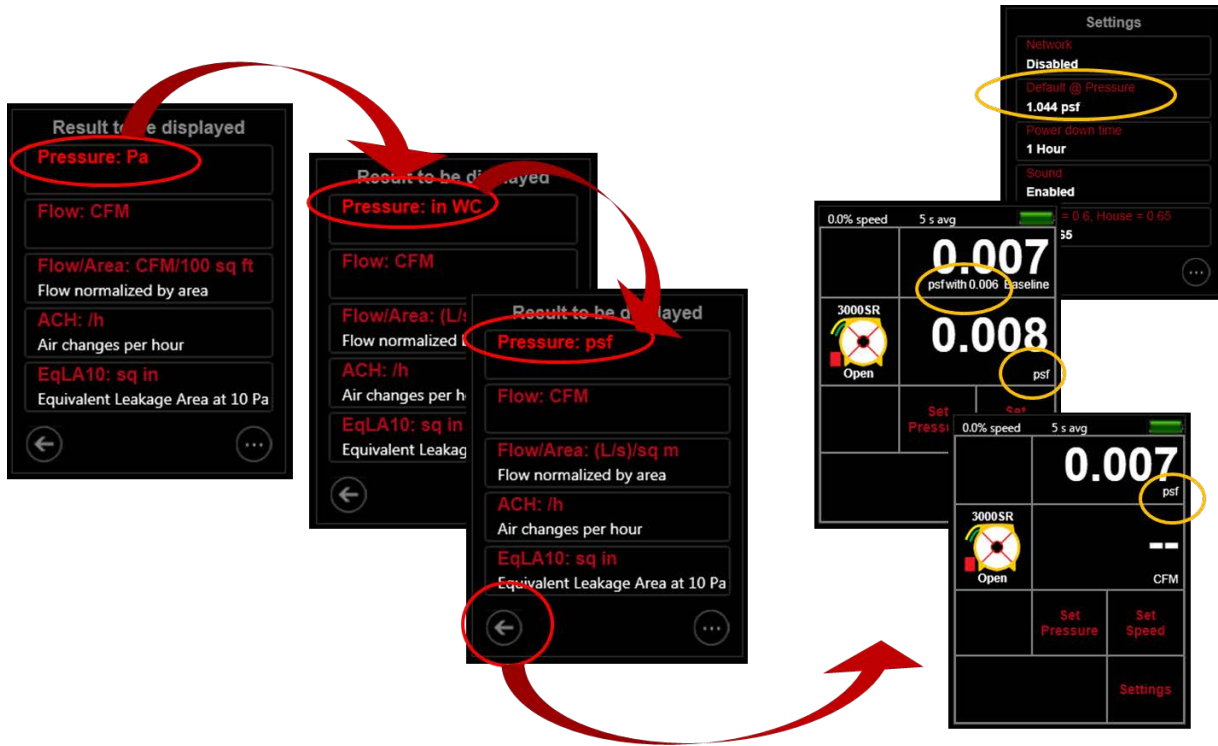 Result to be displayed
Pressure: Pa
Flow: CFM
Flow/Area: CFM/100 sq ft
Flow normalized by area
ACH: /h
Air changes per hour
EqLA10: sq in
Equivalent Leakage Area at 10 Pa
Result to be displayed
Pressure: in WC
Flow: CFM
Flow/Area: (L/s
Flow normalized
ACH: /h
Air changes per h
EqLA10: sq in
Equivalent Leakag
Result to be displayed
Pressure: psf
Flow: CFM
Flow/Area: (L/s)/sq m
Flow normalized by area
ACH: /h
Air changes per hour
EqLA10: sq in
Equivalent Leakage Area at 10 Pa
Settings
Network
Disabled
Default @ Pressure
1.044 psf
Power down time
1 Hour
Sound
Enabled
= 0.6, House = 0.65
65
0.0% speed 5 s avg
0.007
psf with 0.006 Baseline
3000SR
0.008
Open
psf
Set
Set
Pressu
0.0% speed 5 s avg
0.007
psf
3000SR
--
Open
CFM
Set Set
Pressure Speed
Settings